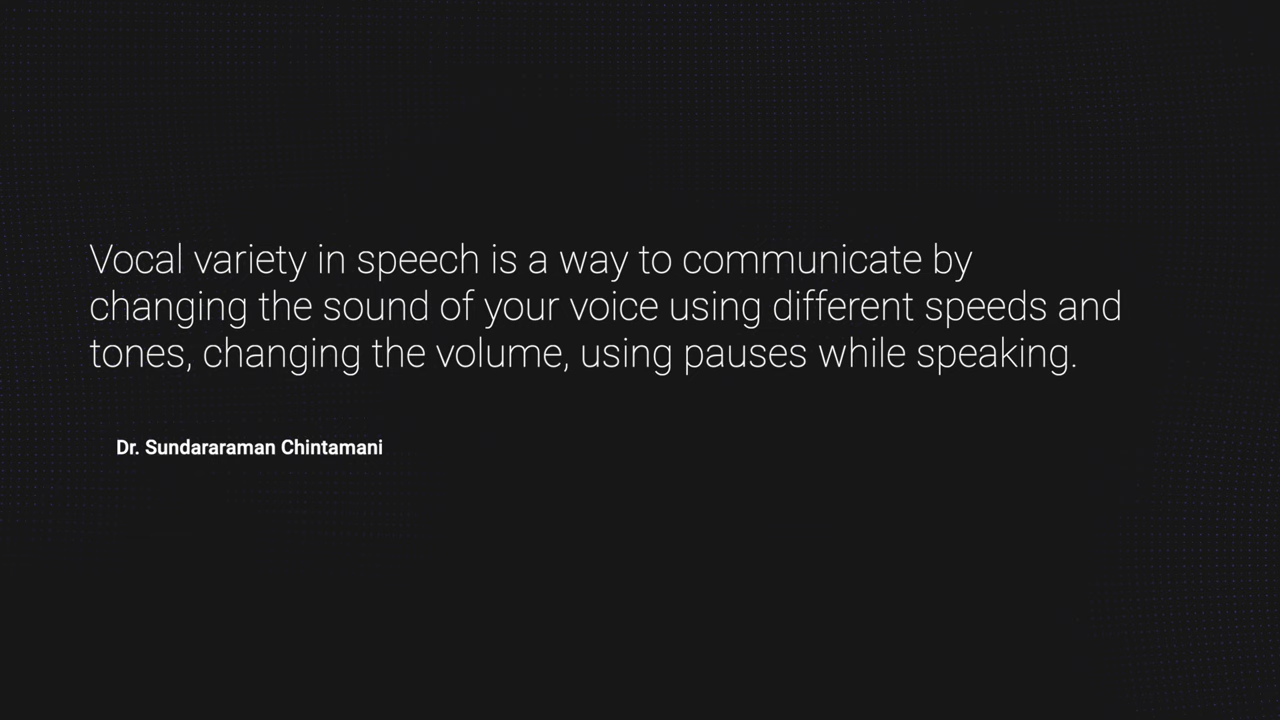 Vocal variety in speech is a way to communicate by
changing the sound of your voice using different speeds and
tones, changing the volume, using pauses while speaking.
Dr. Sundararaman Chintamani